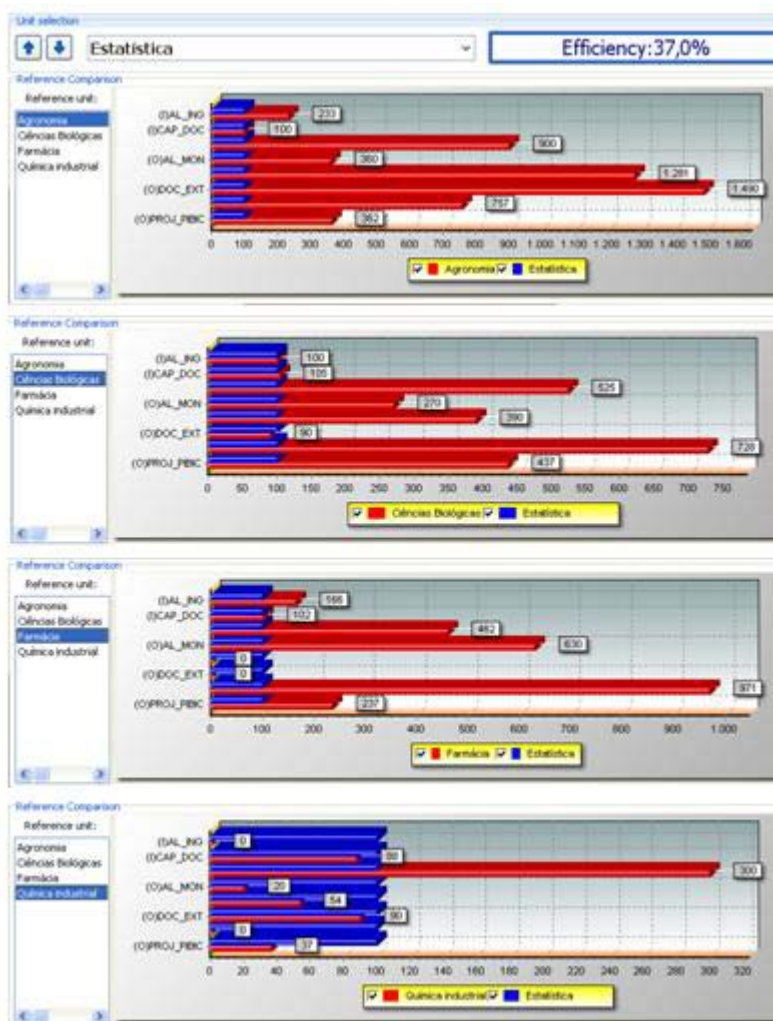 Unit selection
Estatística
Efficiency:37,0%
Reference Comparison
Reference unit:
Agronomia
Ciências Biológicas
Farmácia
Química industrial
(I)AL_ING
(I)CAP_DOC
(O)AL_MON
(O)DOC_EXT
(O)PROJ_PIBIC
233
100
900
360
1.281
1.490
757
362
0 100 200 300 400 500 600 700 800 900 1.000 1.100 1.200 1.300 1.400 1.500 1.600
Agronomia Estatística
Reference Comparison
Reference unit:
Agronomia
Ciências Biológicas
Farmácia
Química industrial
(I)AL_ING
(I)CAP_DOC
(O)AL_MON
(O)DOC_EXT
(O)PROJ_PIBIC
100
105
525
270
390
90
728
437
0 50 100 150 200 250 300 350 400 450 500 550 600 650 700 750
Ciências Biológicas Estatística
Reference Comparison
Reference unit:
Agronomia
Ciências Biológicas
Farmácia
Química industrial
(I)AL_ING
(I)CAP_DOC
(O)AL_MON
(O)DOC_EXT
(O)PROJ_PIBIC
102
462
630
0
0
971
237
0 100 200 300 400 500 600 700 800 900 1.000
Farmácia Estatística
Reference Comparison
Reference unit:
Agronomia
Ciências Biológicas
Farmácia
Química industrial
(I)AL_ING
(I)CAP_DOC
(O)AL_MON
(O)DOC_EXT
(O)PROJ_PIBIC
0
88
300
20
54
90
0
37
0 20 40 60 80 100 120 140 160 180 200 220 240 260 280 300 320
Química industrial Estatística